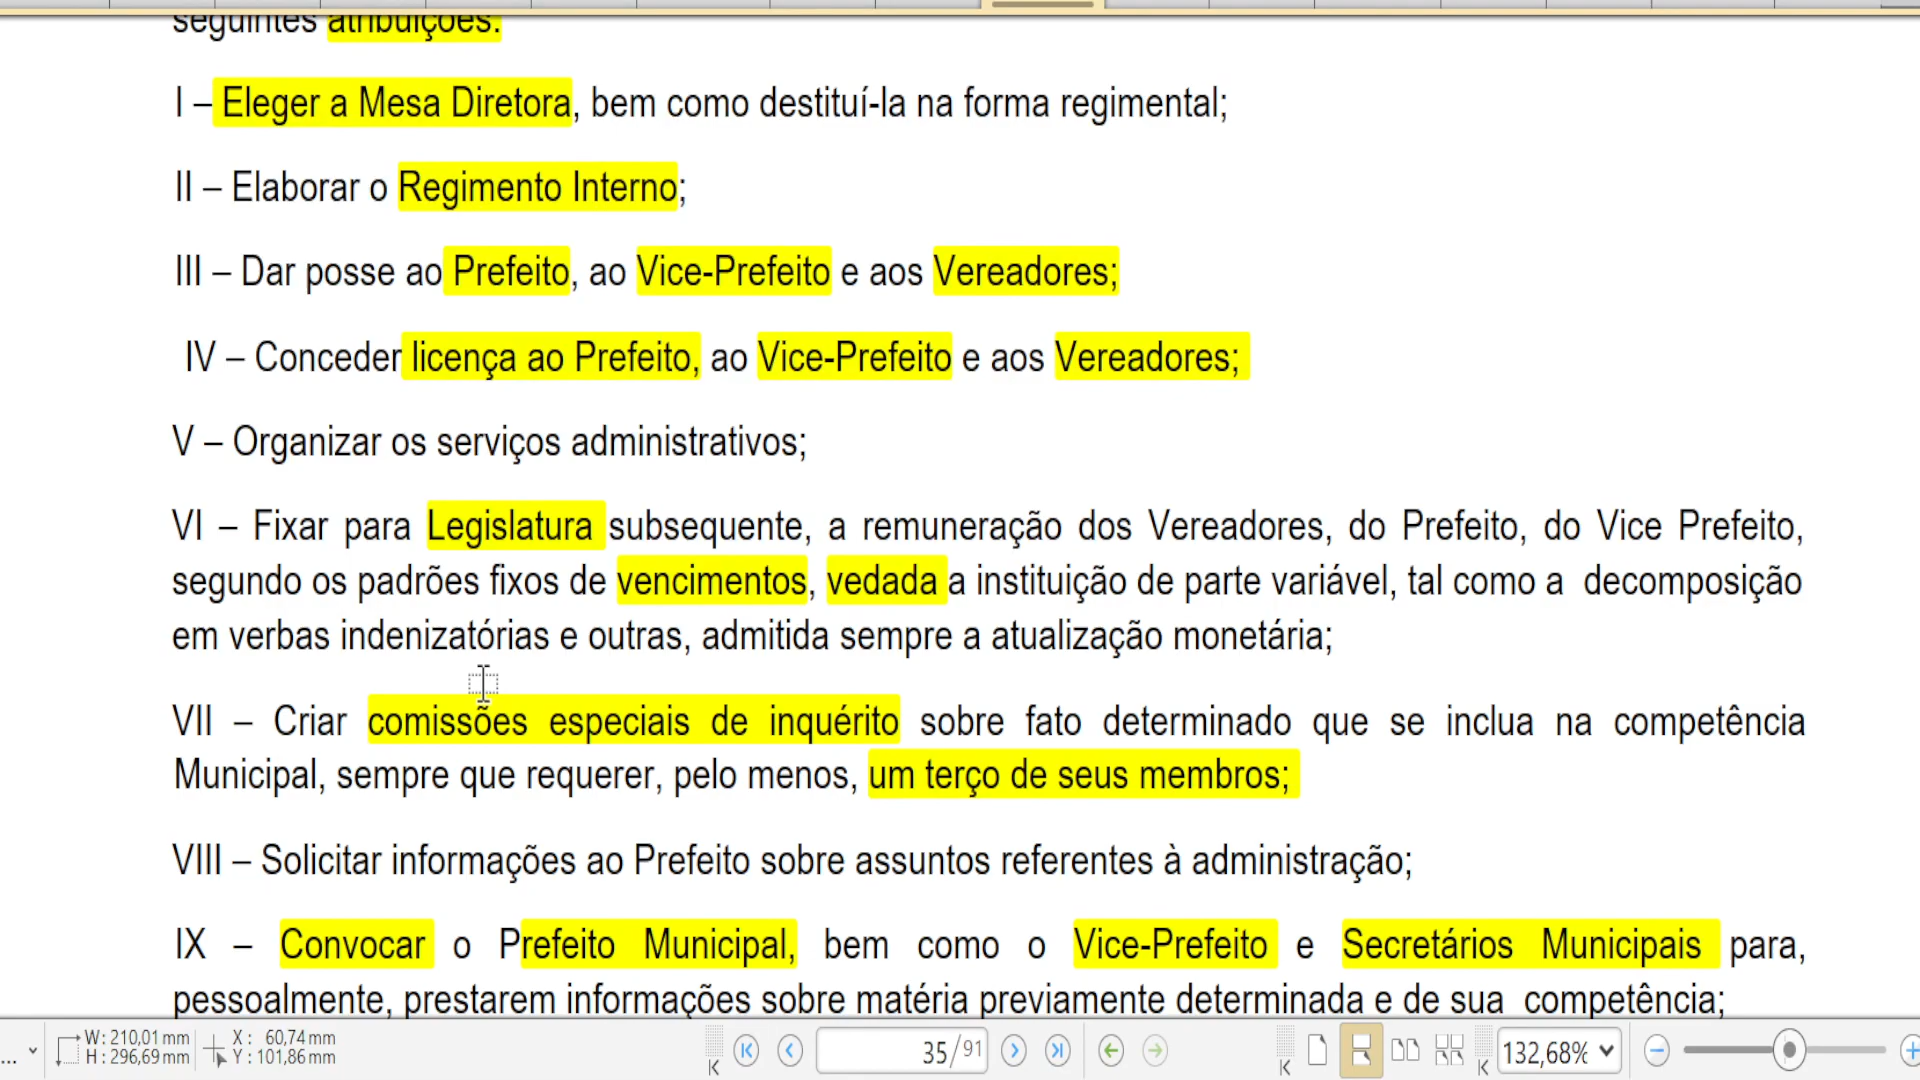 seguintes atribuições:
I – Eleger a Mesa Diretora, bem como destituí-la na forma regimental;
II – Elaborar o Regimento Interno;
III – Dar posse ao Prefeito, ao Vice-Prefeito e aos Vereadores;
IV – Conceder licença ao Prefeito, ao Vice-Prefeito e aos Vereadores;
V – Organizar os serviços administrativos;
VI – Fixar para Legislatura subsequente, a remuneração dos Vereadores, do Prefeito, do Vice Prefeito,
segundo os padrões fixos de vencimentos, vedada a instituição de parte variável, tal como a decomposição
em verbas indenizatórias e outras, admitida sempre a atualização monetária;
VII – Criar comissões especiais de inquérito sobre fato determinado que se inclua na competência
Municipal, sempre que requerer, pelo menos, um terço de seus membros;
VIII – Solicitar informações ao Prefeito sobre assuntos referentes à administração;
IX – Convocar o Prefeito Municipal, bem como o Vice-Prefeito e Secretários Municipais para,
pessoalmente, prestarem informações sobre matéria previamente determinada e de sua competência;
... W: 210,01 mm X: 60,74 mm 35/91 132,68%
H: 296,69 mm Y: 101,86 mm